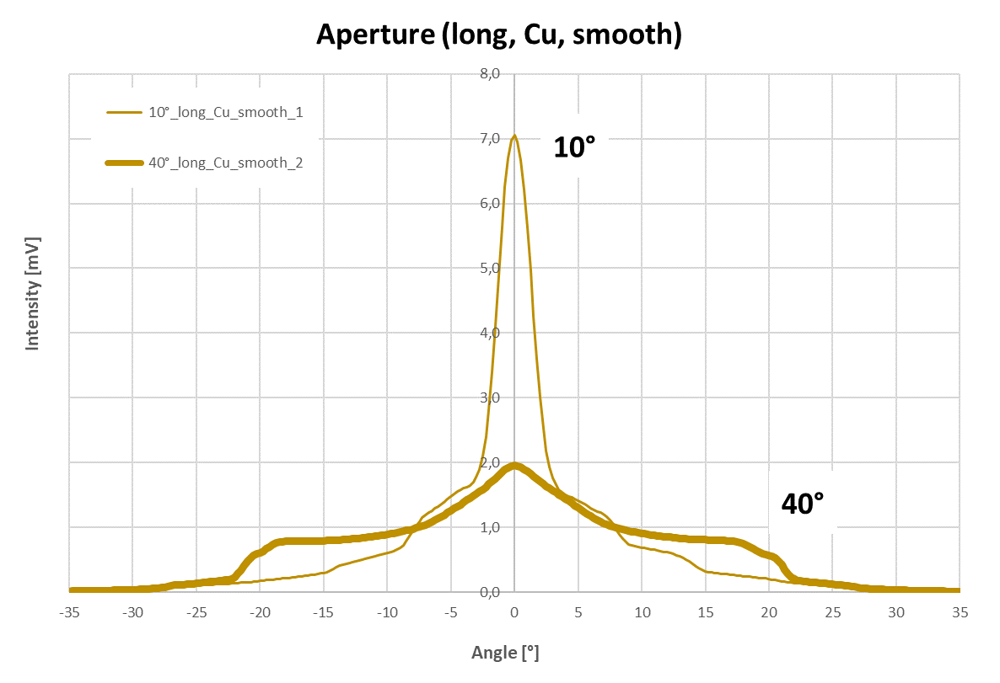 Aperture (long, Cu, smooth)
8,0
10°_long_Cu_smooth_1
7,0
10°
40°_long_Cu_smooth_2
6,0
5,0
Intensity [mV]
4,0
3,0
2,0
40°
1,0
0,0
-35 -30 -25 -20 -15 -10 -5 0 5 10 15 20 25 30 35
Angle [°]